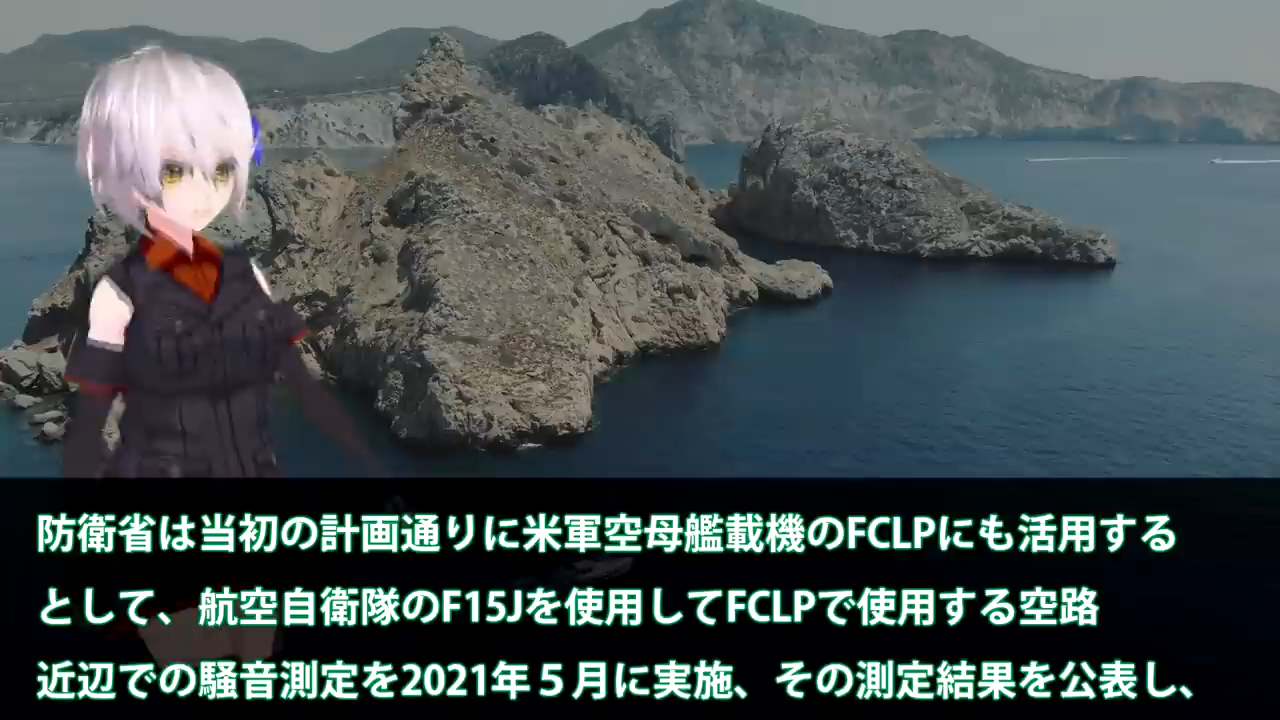 防衛省は当初の計画通りに米軍空母艦載機のFCLPにも活用する
として、航空自衛隊のF15Jを使用してFCLPで使用する空路
近辺での騒音測定を2021年５月に実施、その測定結果を公表し、